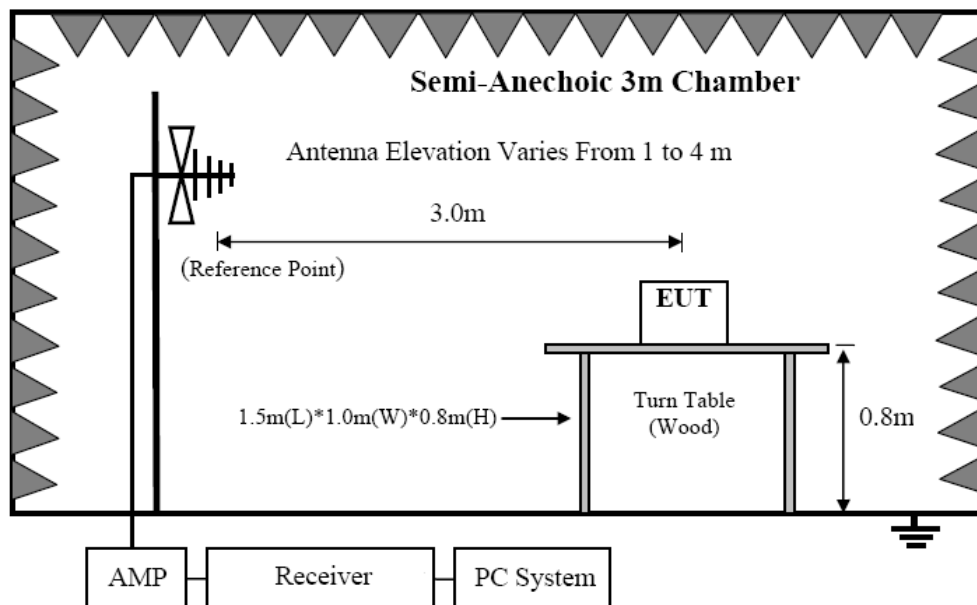 Semi-Anechoic 3m Chamber
Antenna Elevation Varies From 1 to 4 m
3.0m
(Reference Point)
EUT
1.5m(L)*1.0m(W)*0.8m(H)
Turn Table
(Wood)
0.8m
AMP
Receiver
PC System